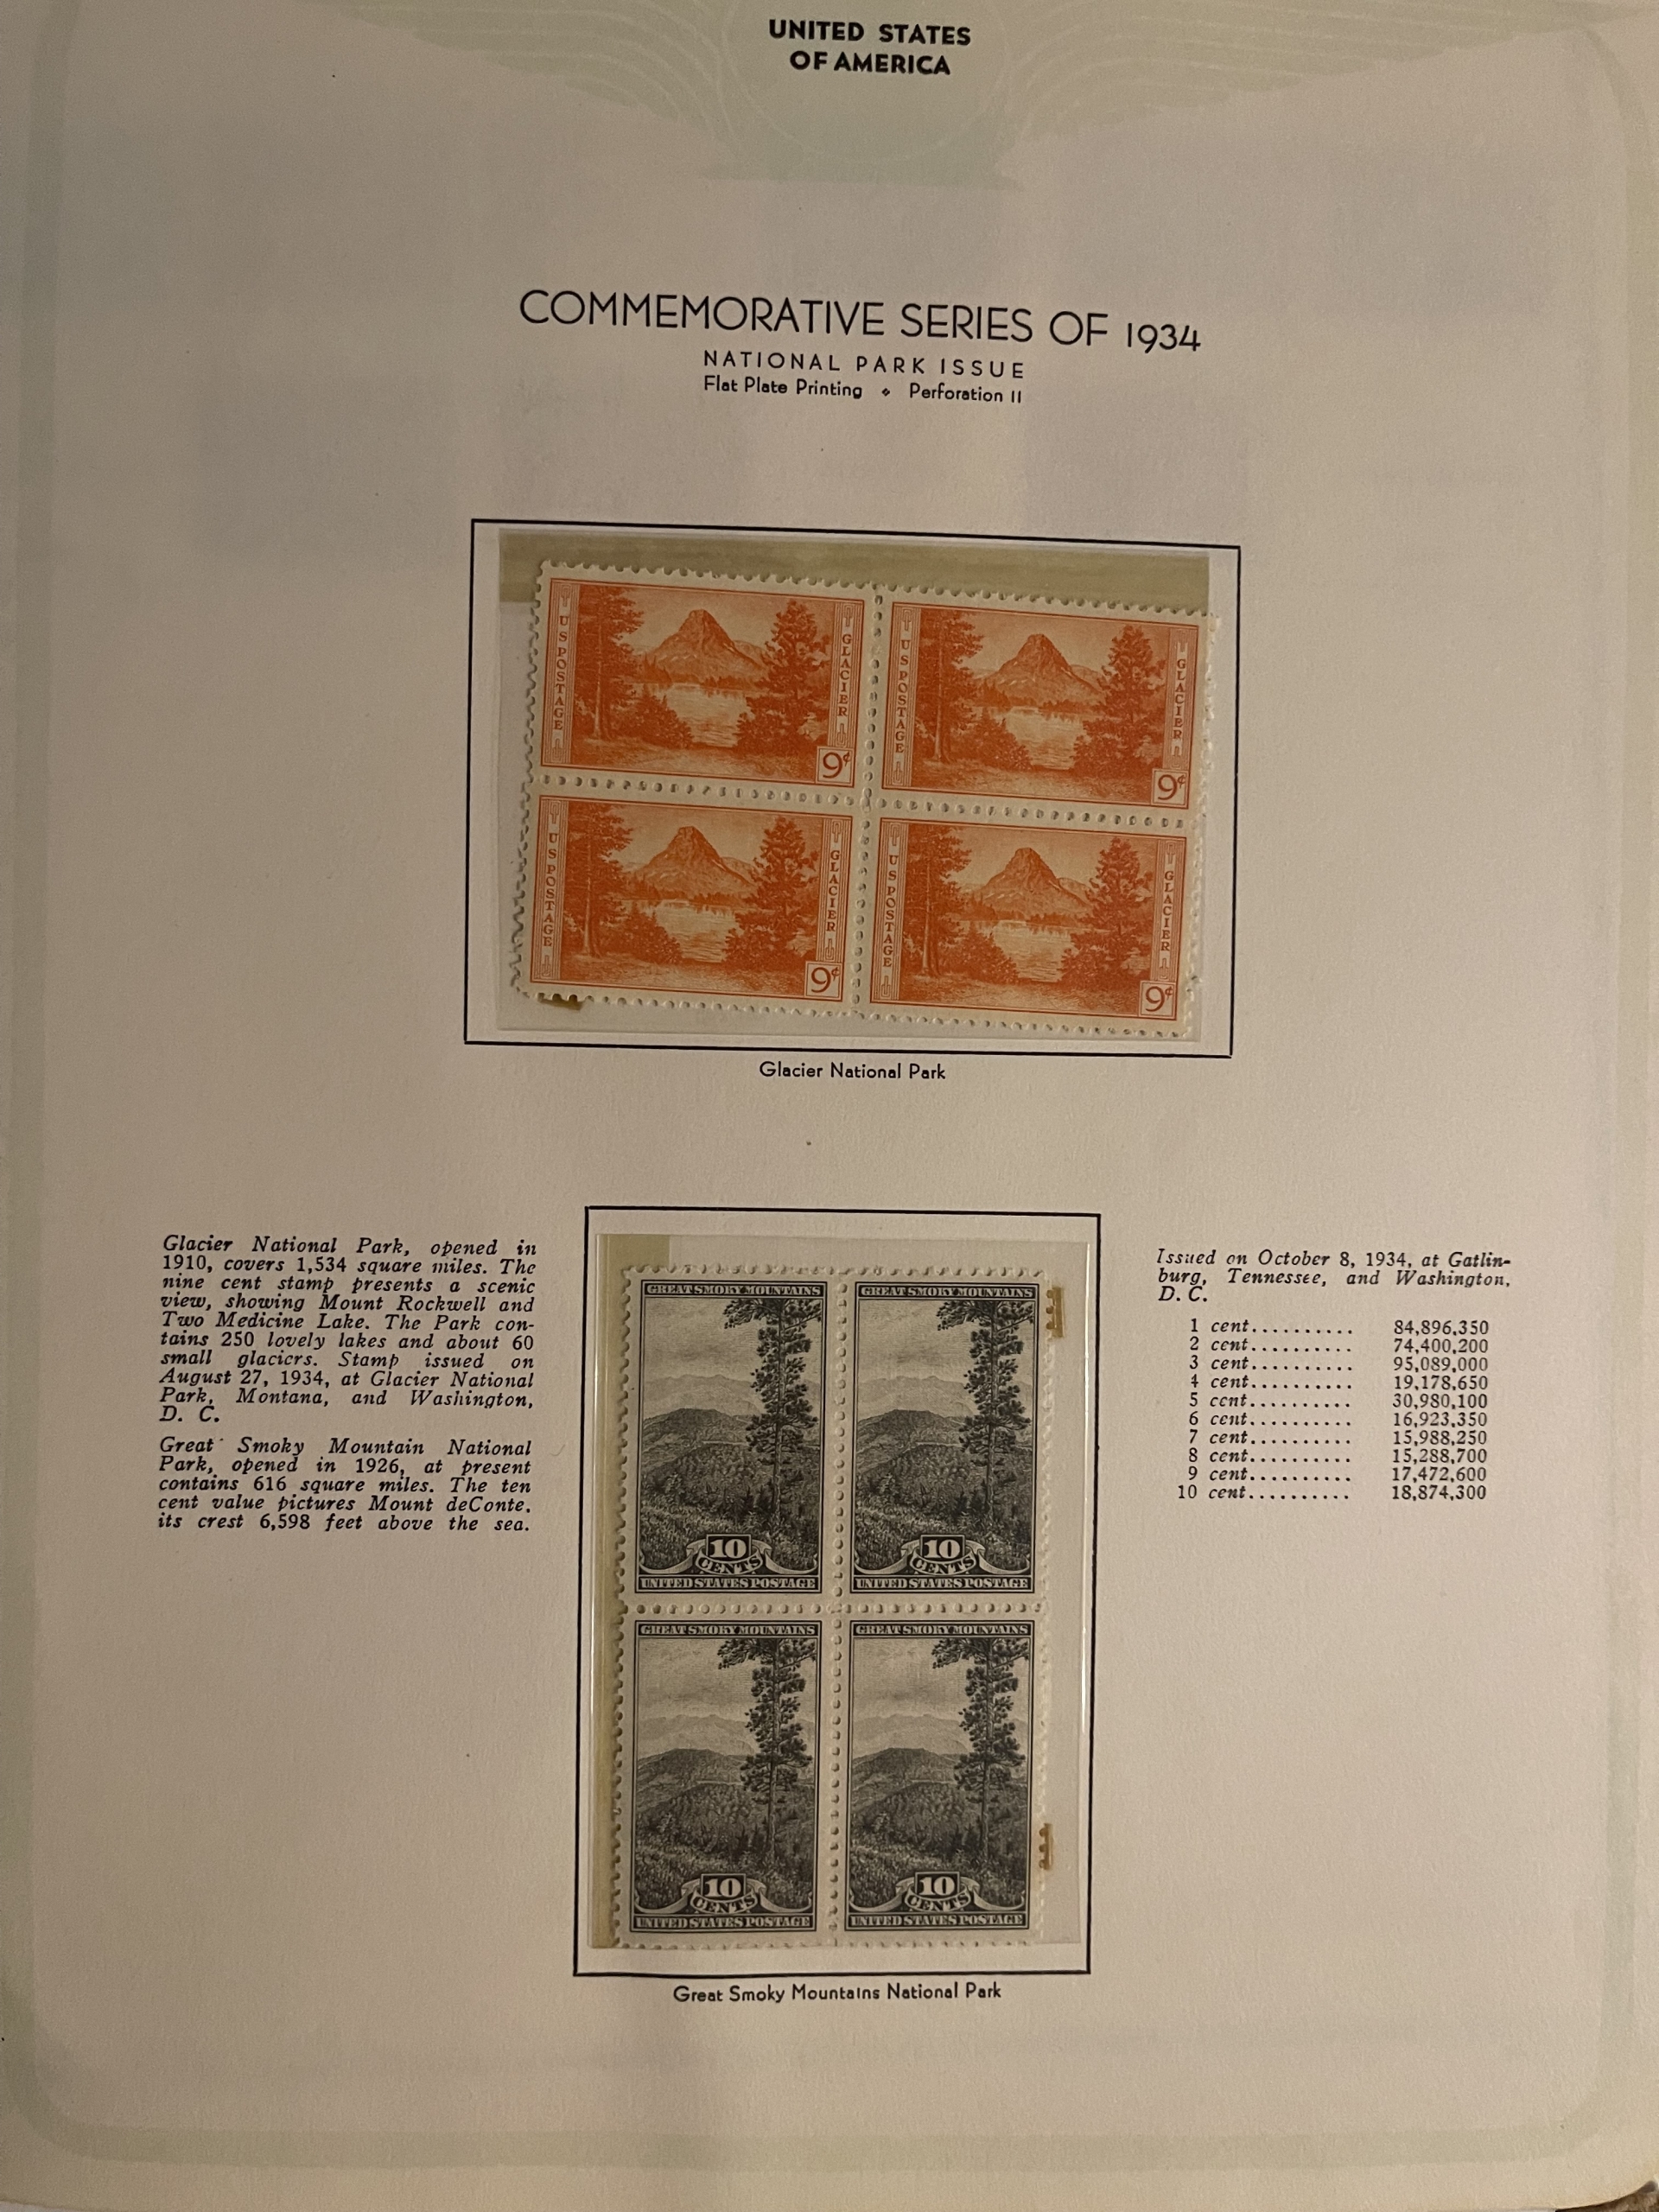 UNITED STATES
OF AMERICA
COMMEMORATIVE SERIES OF 1934
NATIONAL PARK ISSUE
Flat Plate Printing ⋄ Perforation 11
U S POSTAGE
GLACIER
9¢
U S POSTAGE
GLACIER
9¢
U S POSTAGE
GLACIER
9¢
U S POSTAGE
GLACIER
9¢
Glacier National Park
Glacier National Park, opened in
1910, covers 1,534 square miles. The
nine cent stamp presents a scenic
view, showing Mount Rockwell and
Two Medicine Lake. The Park con-
tains 250 lovely lakes and about 60
small glaciers. Stamp issued on
August 27, 1934, at Glacier National
Park, Montana, and Washington,
D. C.
Great Smoky Mountain National
Park, opened in 1926, at present
contains 616 square miles. The ten
cent value pictures Mount deConte,
its crest 6,598 feet above the sea.
GREAT SMOKY MOUNTAINS
10
CENTS
UNITED STATES POSTAGE
GREAT SMOKY MOUNTAINS
10
CENTS
UNITED STATES POSTAGE
GREAT SMOKY MOUNTAINS
10
CENTS
UNITED STATES POSTAGE
GREAT SMOKY MOUNTAINS
10
CENTS
UNITED STATES POSTAGE
Great Smoky Mountains National Park
Issued on October 8, 1934, at Gatlin-
burg, Tennessee, and Washington,
D. C.
1 cent.......... 84,896,350
2 cent.......... 74,400,200
3 cent.......... 95,089,000
4 cent.......... 19,178,650
5 cent.......... 30,980,100
6 cent.......... 16,923,350
7 cent.......... 15,988,250
8 cent.......... 15,288,700
9 cent.......... 17,472,600
10 cent.......... 18,874,300